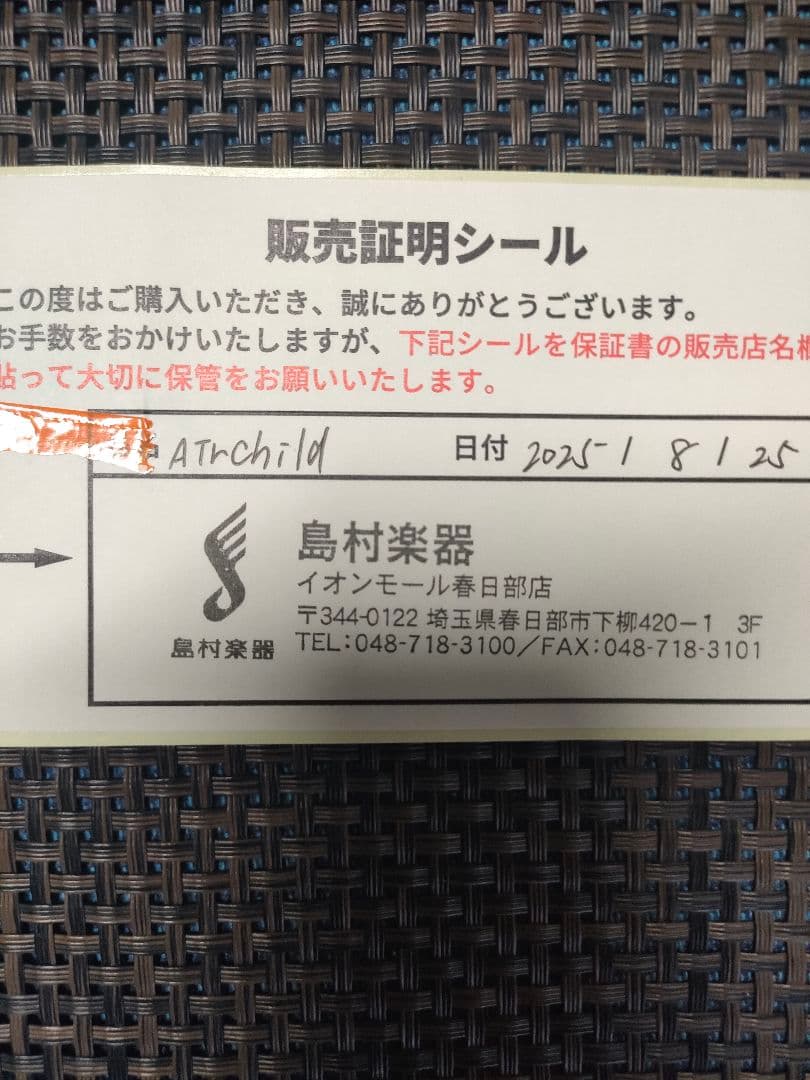 販売証明シール
この度はご購入いただき、誠にありがとうございます。
お手数をおかけいたしますが、下記シールを保証書の販売店名欄
貼って大切に保管をお願いいたします。
ATrchild 日付 2025 / 8 / 25
島村楽器
イオンモール春日部店
〒344-0122 埼玉県春日部市下柳420-1 3F
TEL:048-718-3100/FAX:048-718-3101
島村楽器